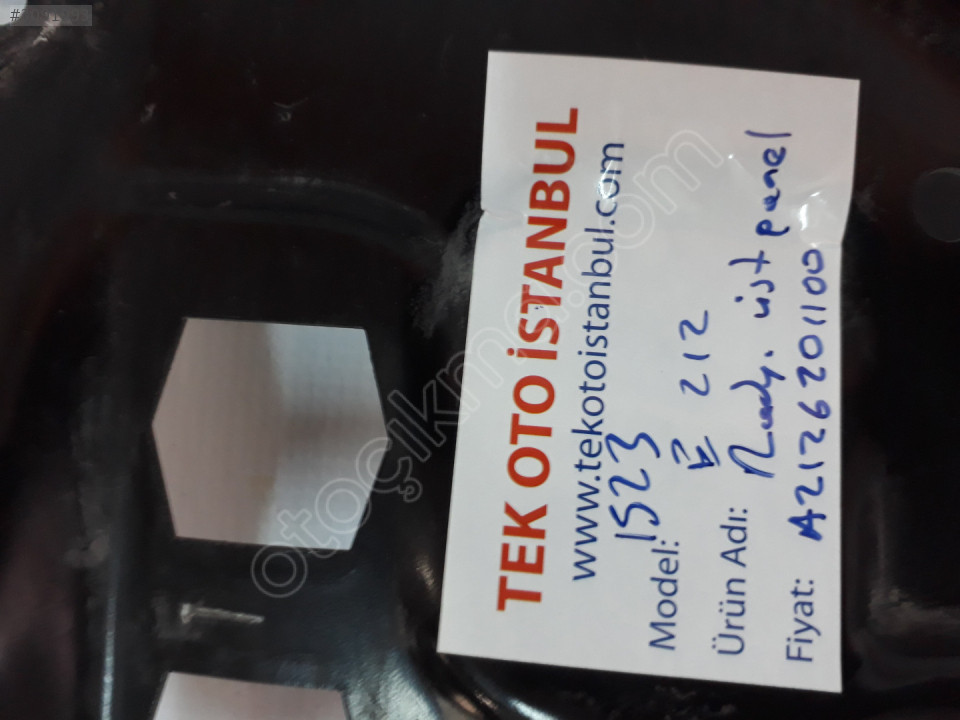 TEK OTO İSTANBUL
www.tekotoistanbul.com
1523
Model: E 212
Ürün Adı: Rady. üst panel
Fiyat: A2126201100
otoçıkma.com